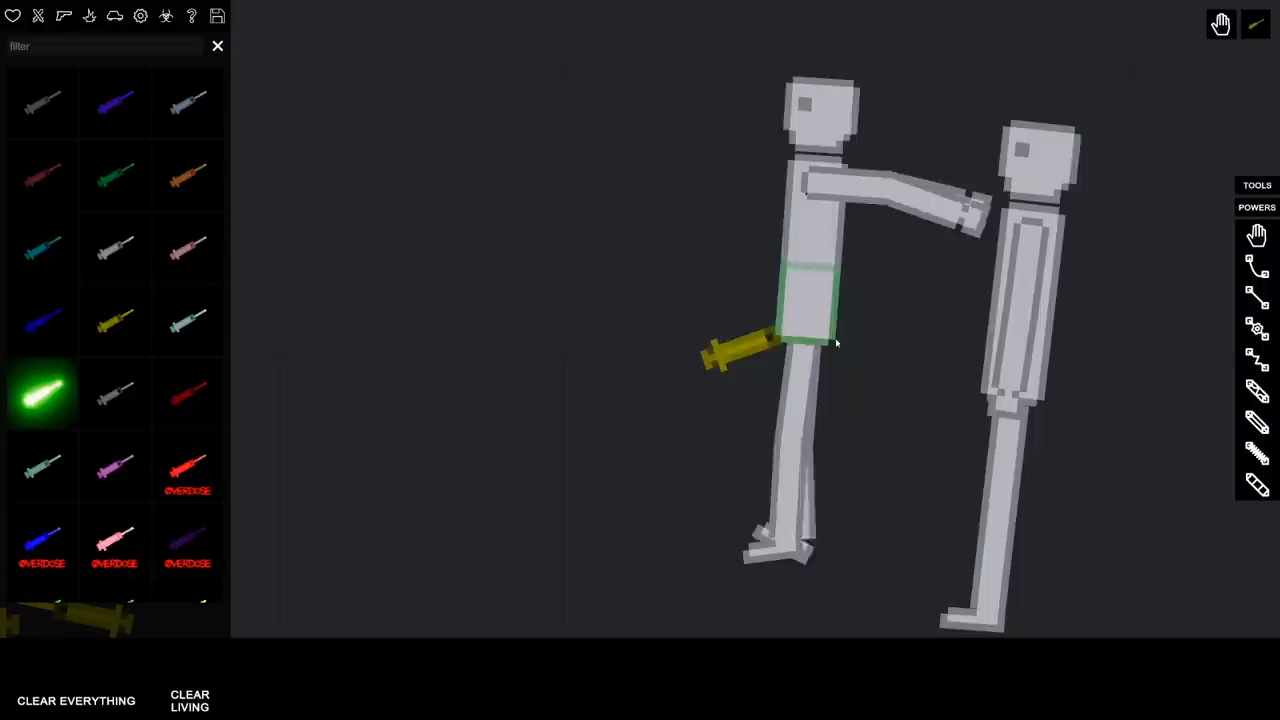 filter
TOOLS
POWERS
OVERDOSE
OVERDOSE
OVERDOSE
OVERDOSE
CLEAR EVERYTHING
CLEAR
LIVING